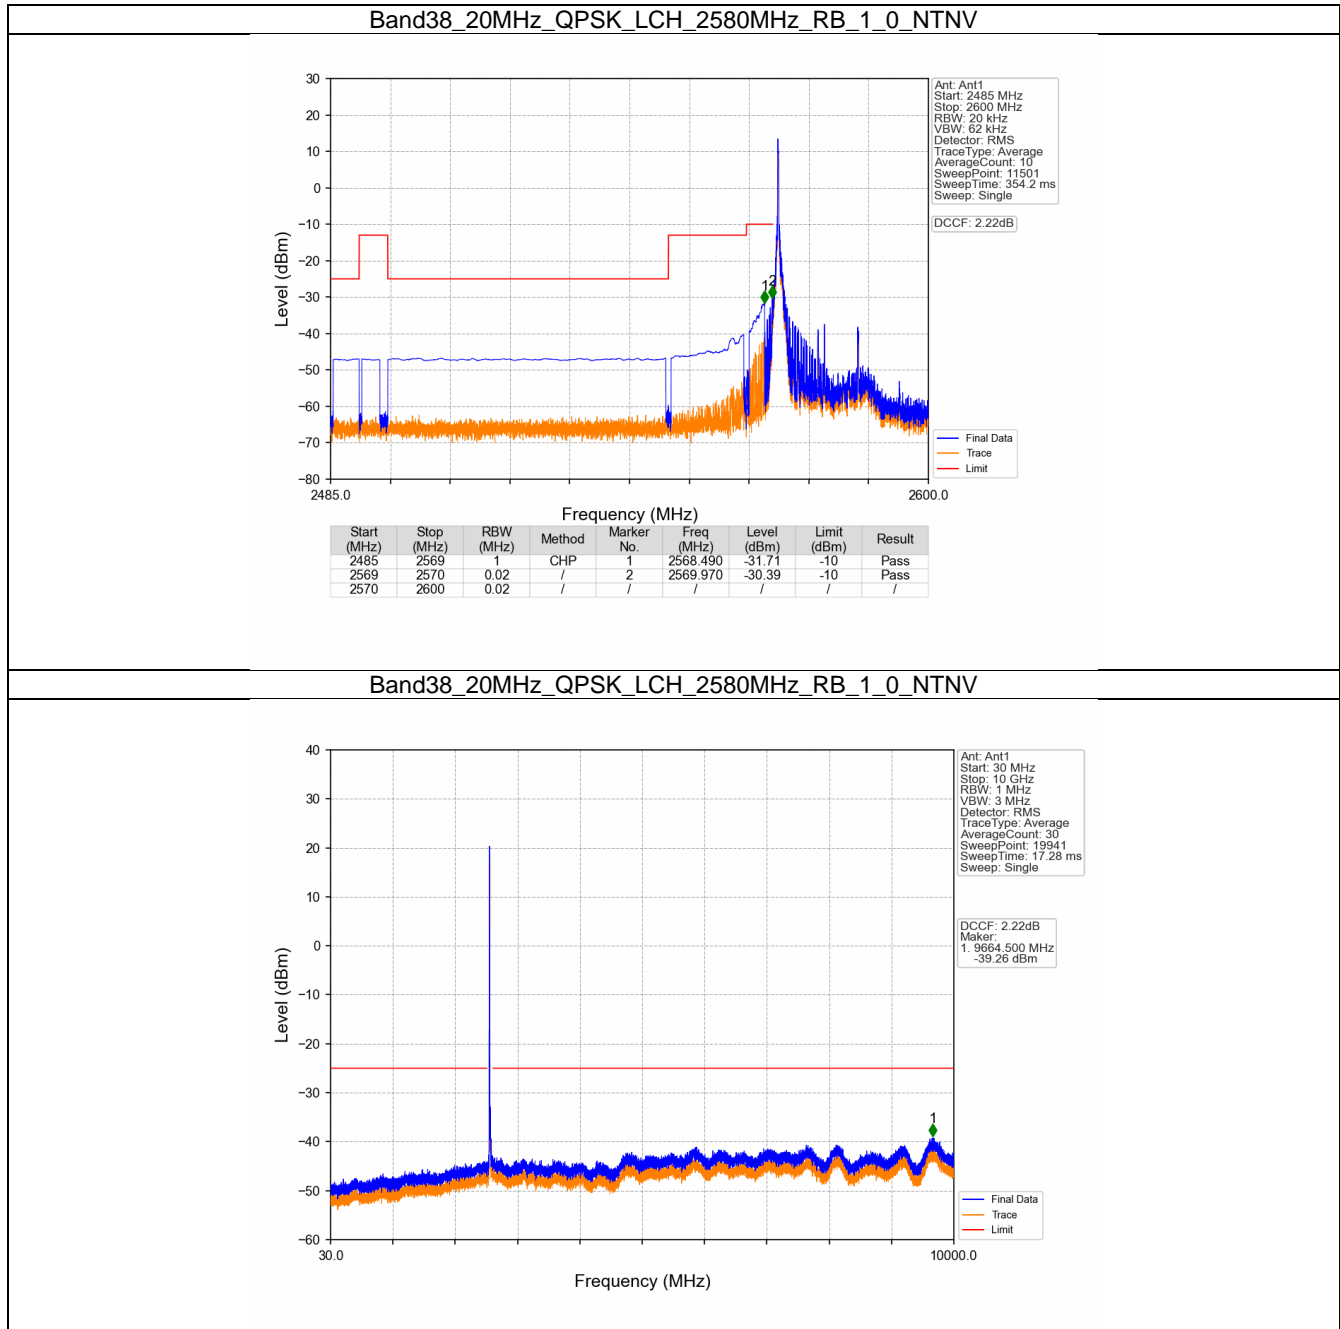 Band38_20MHz_QPSK_LCH_2580MHz_RB_1_0_NTNV
30
20
10
0
−10
−20
−30
−40
−50
−60
−70
−80
Level (dBm)
2485.0
2600.0
Frequency (MHz)
1
2
Ant: Ant1
Start: 2485 MHz
Stop: 2600 MHz
RBW: 20 kHz
VBW: 62 kHz
Detector: RMS
TraceType: Average
AverageCount: 10
SweepPoint: 11501
SweepTime: 354.2 ms
Sweep: Single
DCCF: 2.22dB
Final Data
Trace
Limit
Start (MHz) Stop (MHz) RBW (MHz) Method Marker No. Freq (MHz) Level (dBm) Limit (dBm) Result
2485 2569 1 CHP 1 2568.490 -31.71 -10 Pass
2569 2570 0.02 / 2 2569.970 -30.39 -10 Pass
2570 2600 0.02 / / / / / /
Band38_20MHz_QPSK_LCH_2580MHz_RB_1_0_NTNV
40
30
20
10
0
−10
−20
−30
−40
−50
−60
Level (dBm)
30.0
10000.0
Frequency (MHz)
1
Ant: Ant1
Start: 30 MHz
Stop: 10 GHz
RBW: 1 MHz
VBW: 3 MHz
Detector: RMS
TraceType: Average
AverageCount: 30
SweepPoint: 19941
SweepTime: 17.28 ms
Sweep: Single
DCCF: 2.22dB
Maker:
1. 9664.500 MHz
-39.26 dBm
Final Data
Trace
Limit